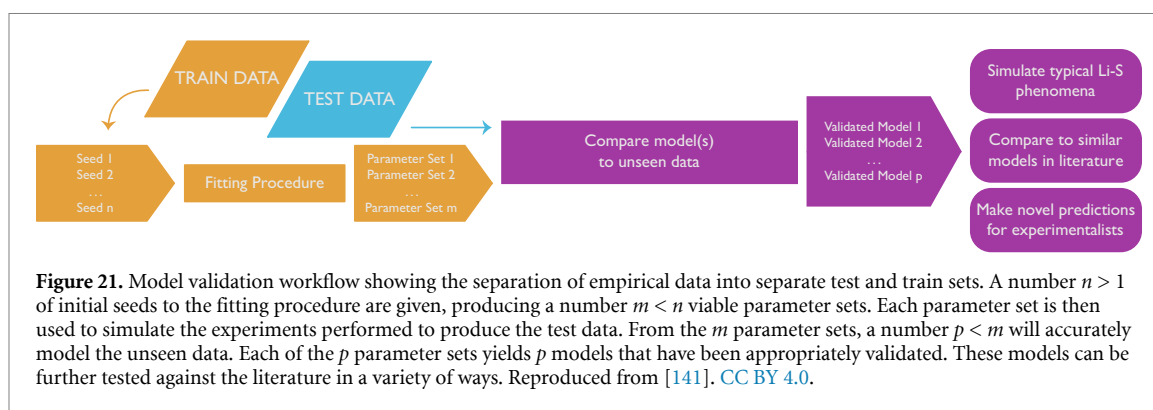 TRAIN DATA
TEST DATA
Seed 1
Seed 2
...
Seed n
Fitting Procedure
Parameter Set 1
Parameter Set 2
...
Parameter Set m
Compare model(s)
to unseen data
Validated Model 1
Validated Model 2
...
Validated Model p
Simulate typical Li-S
phenomena
Compare to similar
models in literature
Make novel predictions
for experimentalists
Figure 21. Model validation workflow showing the separation of empirical data into separate test and train sets. A number n > 1
of initial seeds to the fitting procedure are given, producing a number m < n viable parameter sets. Each parameter set is then
used to simulate the experiments performed to produce the test data. From the m parameter sets, a number p < m will accurately
model the unseen data. Each of the p parameter sets yields p models that have been appropriately validated. These models can be
further tested against the literature in a variety of ways. Reproduced from [141]. CC BY 4.0.